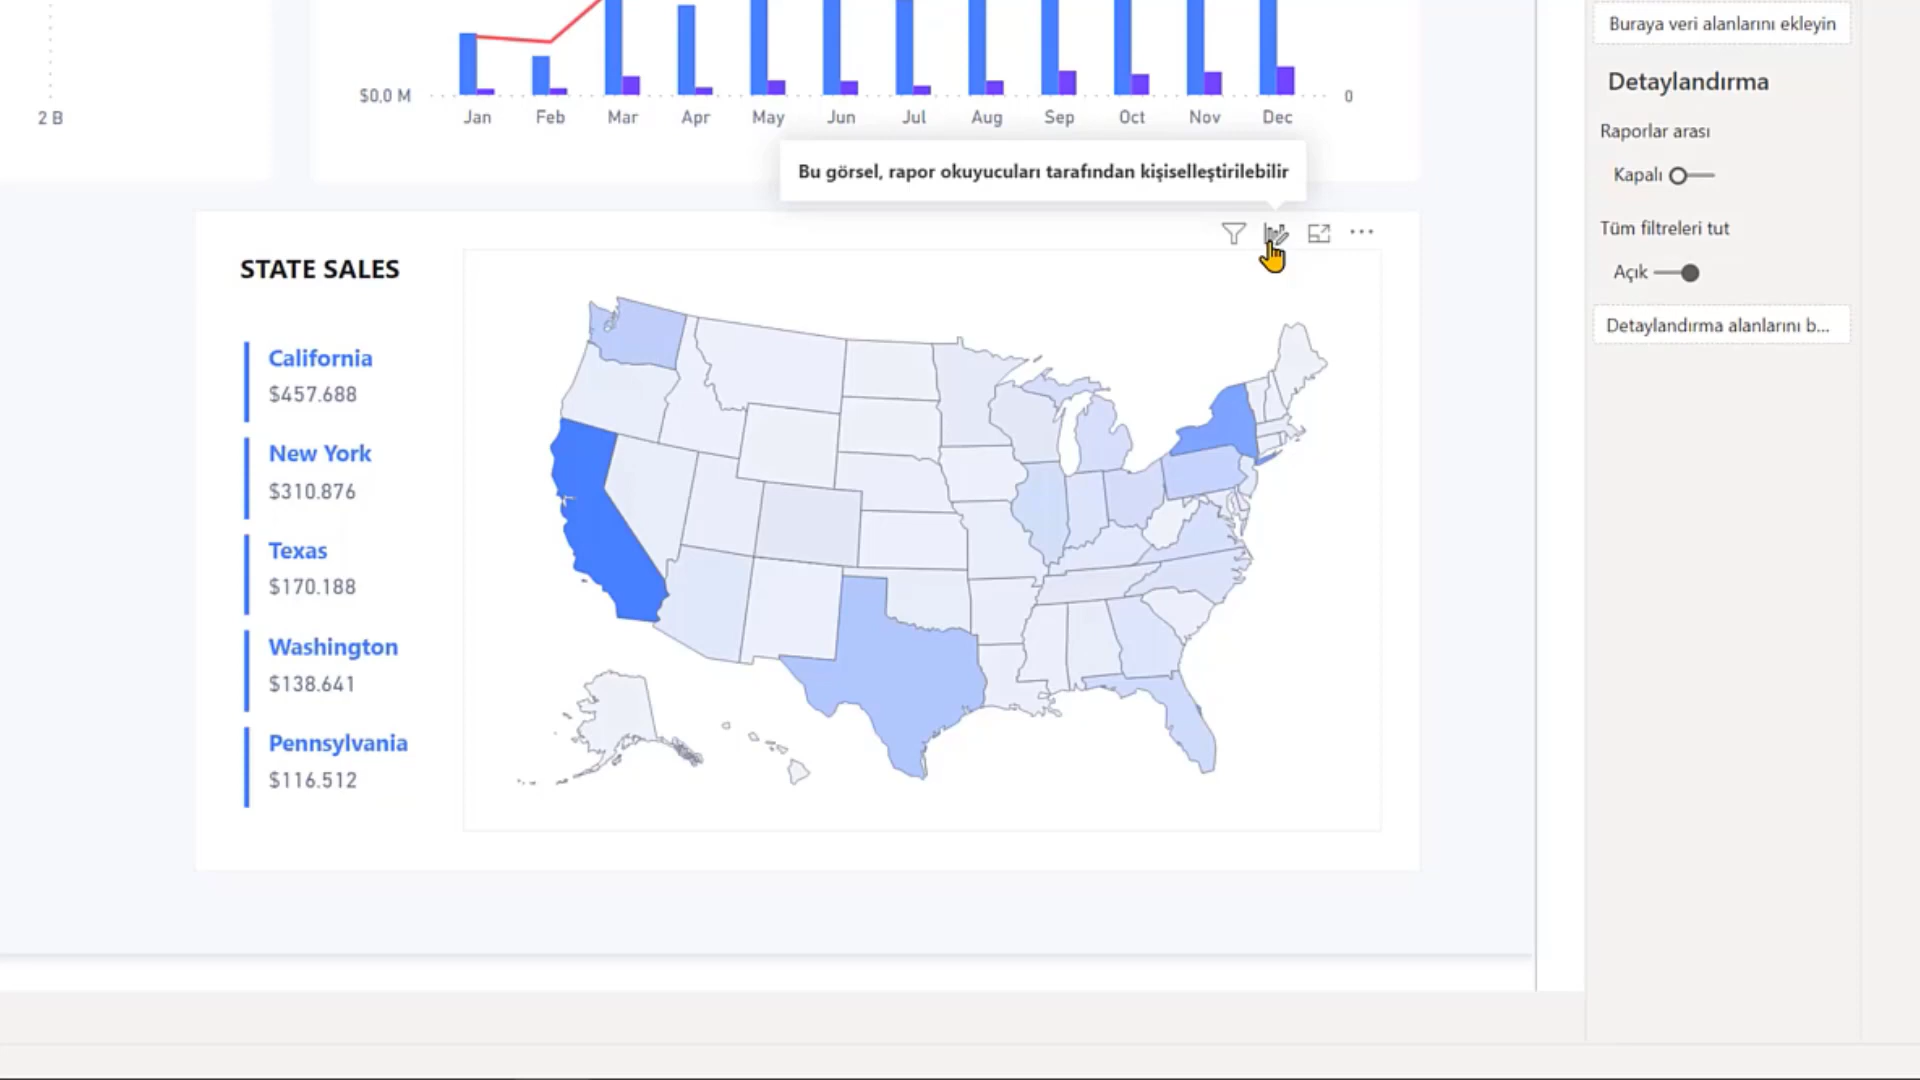 Buraya veri alanlarını ekleyin
Detaylandırma
Raporlar arası
Kapalı
Tüm filtreleri tut
Açık
Detaylandırma alanlarını b...
2 B
$0,0 M
0
Jan Feb Mar Apr May Jun Jul Aug Sep Oct Nov Dec
Bu görsel, rapor okuyucuları tarafından kişiselleştirilebilir
STATE SALES
California
$457.688
New York
$310.876
Texas
$170.188
Washington
$138.641
Pennsylvania
$116.512